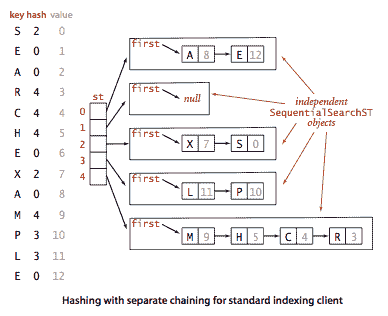 key hash value
S 2 0
E 0 1
A 0 2
R 4 3
C 4 4
H 4 5
E 0 6
X 2 7
A 0 8
M 4 9
P 3 10
L 3 11
E 0 12
st
0
1
2
3
4
first
A 8 E 12
first
null
first
X 7 S 0
first
L 11 P 10
first
M 9 H 5 C 4 R 3
independent
SequentialSearchST
objects
Hashing with separate chaining for standard indexing client